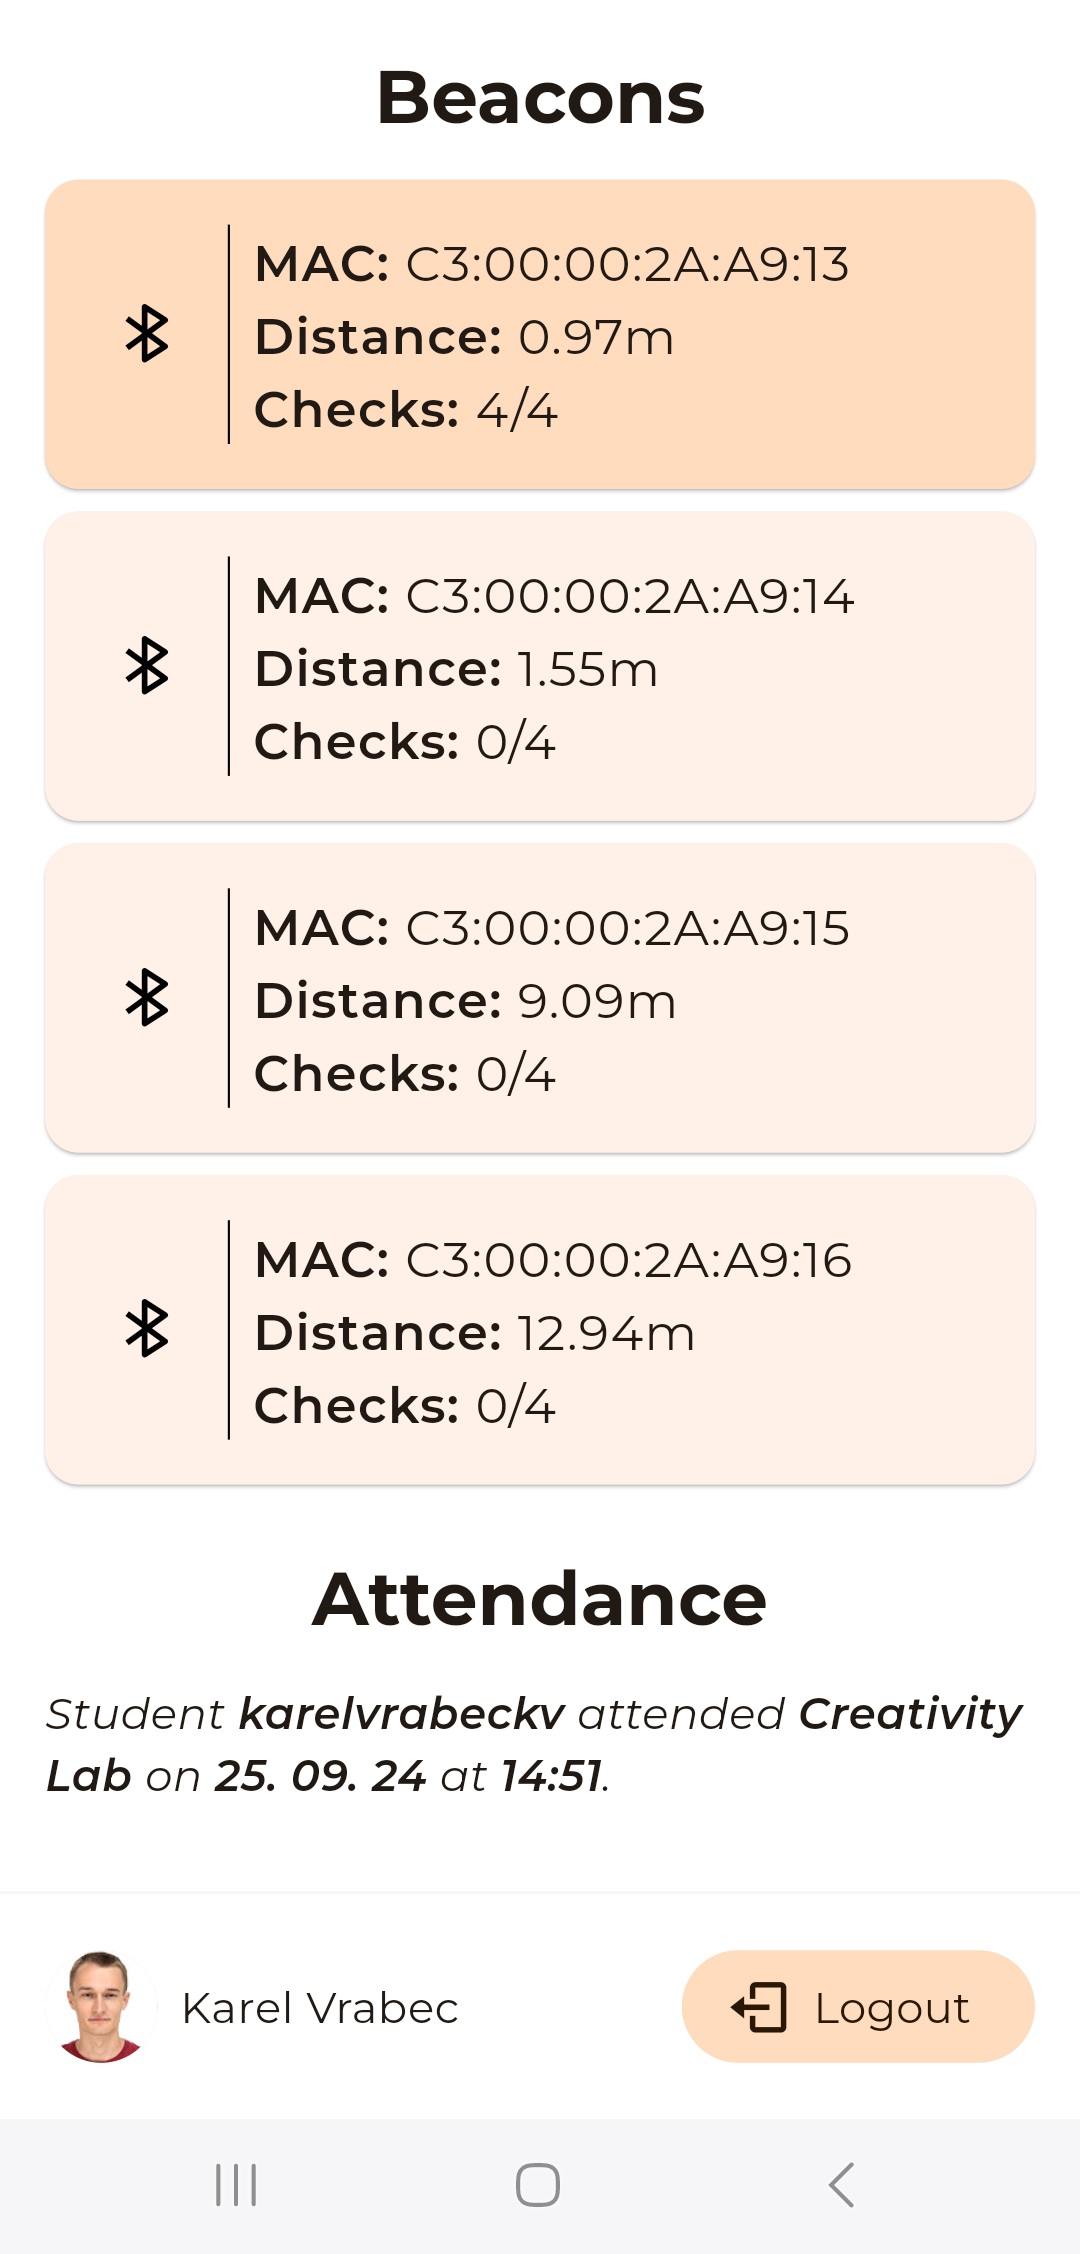 Beacons
MAC: C3:00:00:2A:A9:13
Distance: 0.97m
Checks: 4/4
MAC: C3:00:00:2A:A9:14
Distance: 1.55m
Checks: 0/4
MAC: C3:00:00:2A:A9:15
Distance: 9.09m
Checks: 0/4
MAC: C3:00:00:2A:A9:16
Distance: 12.94m
Checks: 0/4
Attendance
Student karelvrabeckv attended Creativity
Lab on 25. 09. 24 at 14:51.
Karel Vrabec
Logout